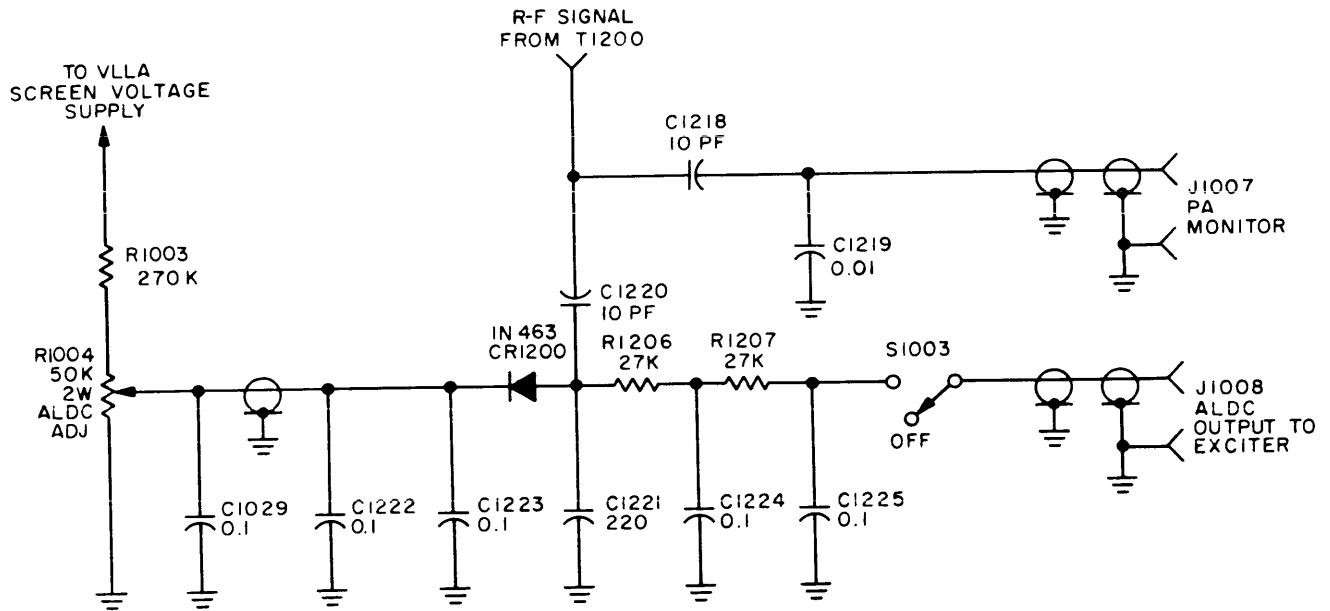 R-F SIGNAL
FROM T1200
TO VLLA
SCREEN VOLTAGE
SUPPLY
C1218
10 PF
J1007
PA
MONITOR
R1003
270K
C1219
0.01
C1220
10 PF
IN 463
CR1200
R1206
27K
R1207
27K
S1003
R1004
50K
2W
ALDC
ADJ
OFF
J1008
ALDC
OUTPUT TO
EXCITER
C1029
0.1
C1222
0.1
C1223
0.1
C1221
220
C1224
0.1
C1225
0.1